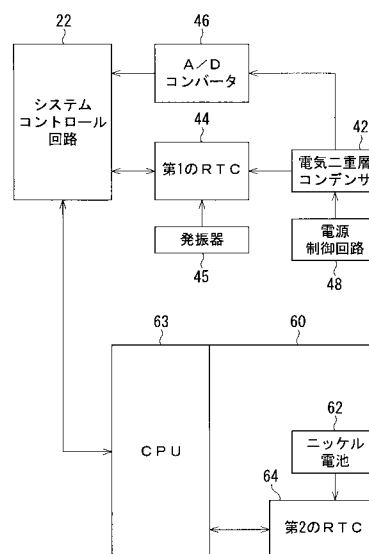 22
システム
コントロール
回路
46
A/D
コンバータ
44
第1のRTC
発振器
45
42
電気二重層
コンデンサ
電源
制御回路
48
63
CPU
60
62
ニッケル
電池
64
第2のRTC